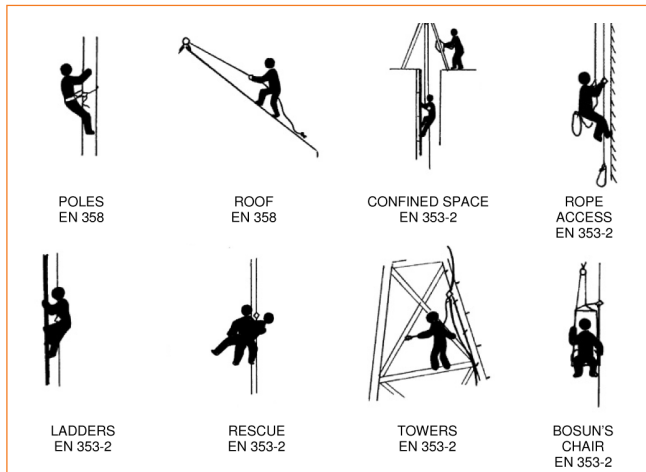 POLES
EN 358
ROOF
EN 358
CONFINED SPACE
EN 353-2
ROPE
ACCESS
EN 353-2
LADDERS
EN 353-2
RESCUE
EN 353-2
TOWERS
EN 353-2
BOSUN'S
CHAIR
EN 353-2